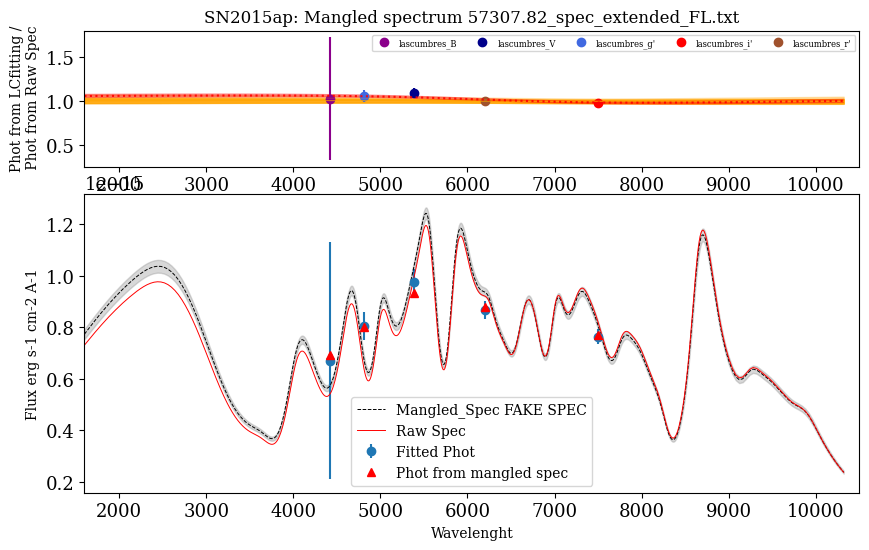 SN2015ap: Mangled spectrum 57307.82_spec_extended_FL.txt
Phot from LCfitting /
Phot from Raw Spec
1.5
1.0
0.5
lascumbres_B
lascumbres_V
lascumbres_g'
lascumbres_i'
lascumbres_r'
2000 3000 4000 5000 6000 7000 8000 9000 10000
1e−15
Flux erg s-1 cm-2 A-1
1.2
1.0
0.8
0.6
0.4
0.2
Mangled_Spec FAKE SPEC
Raw Spec
Fitted Phot
Phot from mangled spec
2000 3000 4000 5000 6000 7000 8000 9000 10000
Wavelenght